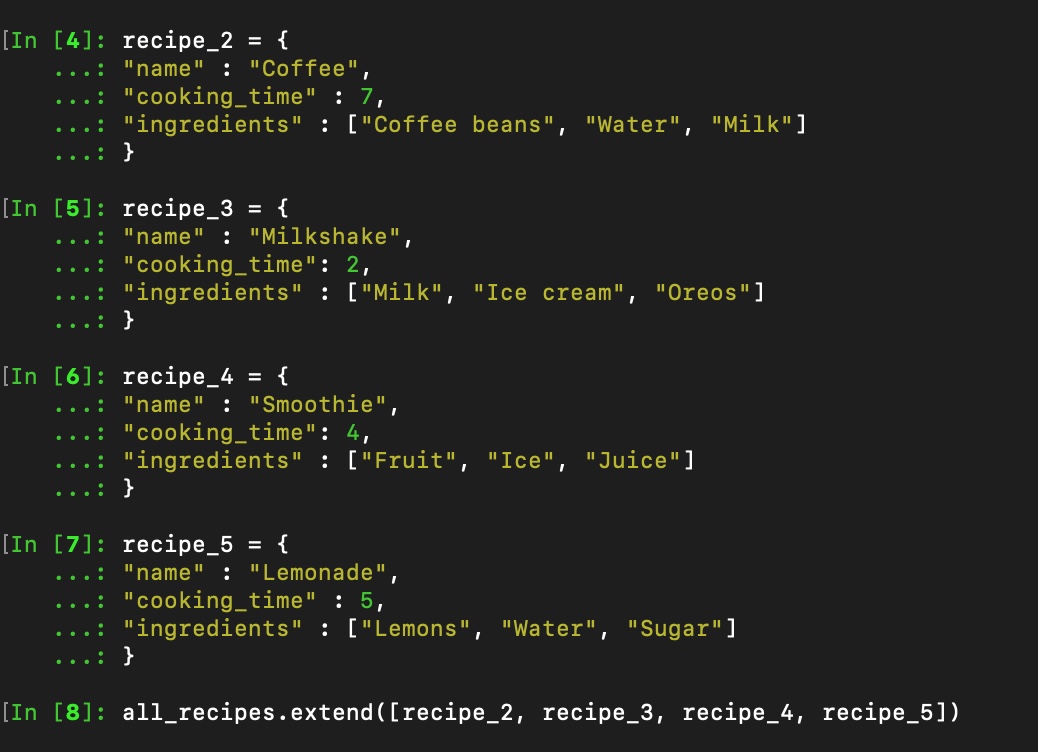 [In [4]: recipe_2 = {
...: "name" : "Coffee",
...: "cooking_time" : 7,
...: "ingredients" : ["Coffee beans", "Water", "Milk"]
...: }
[In [5]: recipe_3 = {
...: "name" : "Milkshake",
...: "cooking_time": 2,
...: "ingredients" : ["Milk", "Ice cream", "Oreos"]
...: }
[In [6]: recipe_4 = {
...: "name" : "Smoothie",
...: "cooking_time": 4,
...: "ingredients" : ["Fruit", "Ice", "Juice"]
...: }
[In [7]: recipe_5 = {
...: "name" : "Lemonade",
...: "cooking_time" : 5,
...: "ingredients" : ["Lemons", "Water", "Sugar"]
...: }
[In [8]: all_recipes.extend([recipe_2, recipe_3, recipe_4, recipe_5])